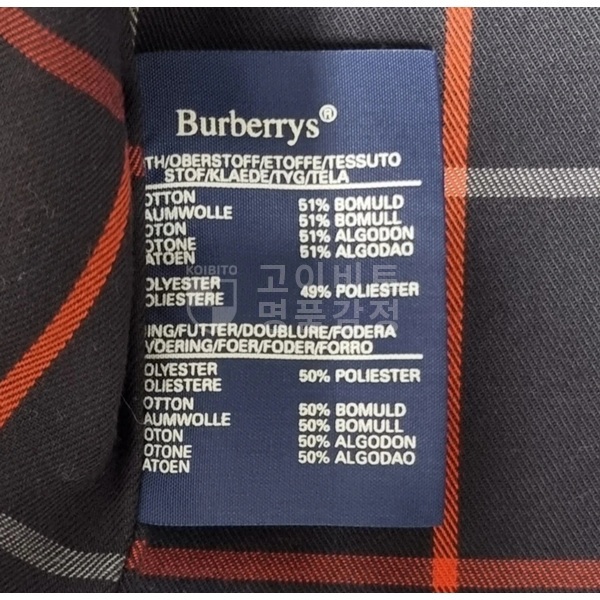 Burberrys®
TH/OBERSTOFF/ETOFFE/TESSUTO
STOF/KLAEDE/TYG/TELA
OTTON 51% BOMULD
AUMWOLLE 51% BOMULL
OTON 51% ALGODON
OTONE 51% ALGODAO
ATOEN
KOIBITO 고이비토
명품감정
OLYESTER 49% POLIESTER
OLIESTERE
ING/FUTTER/DOUBLURE/FODERA
VOERING/FOER/FODER/FORRO
OLYESTER 50% POLIESTER
OLIESTERE
OTTON 50% BOMULD
AUMWOLLE 50% BOMULL
OTON 50% ALGODON
OTONE 50% ALGODAO
ATOEN